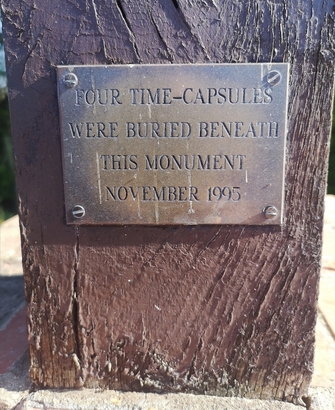 FOUR TIME-CAPSULES
WERE BURIED BENEATH
THIS MONUMENT
NOVEMBER 1995